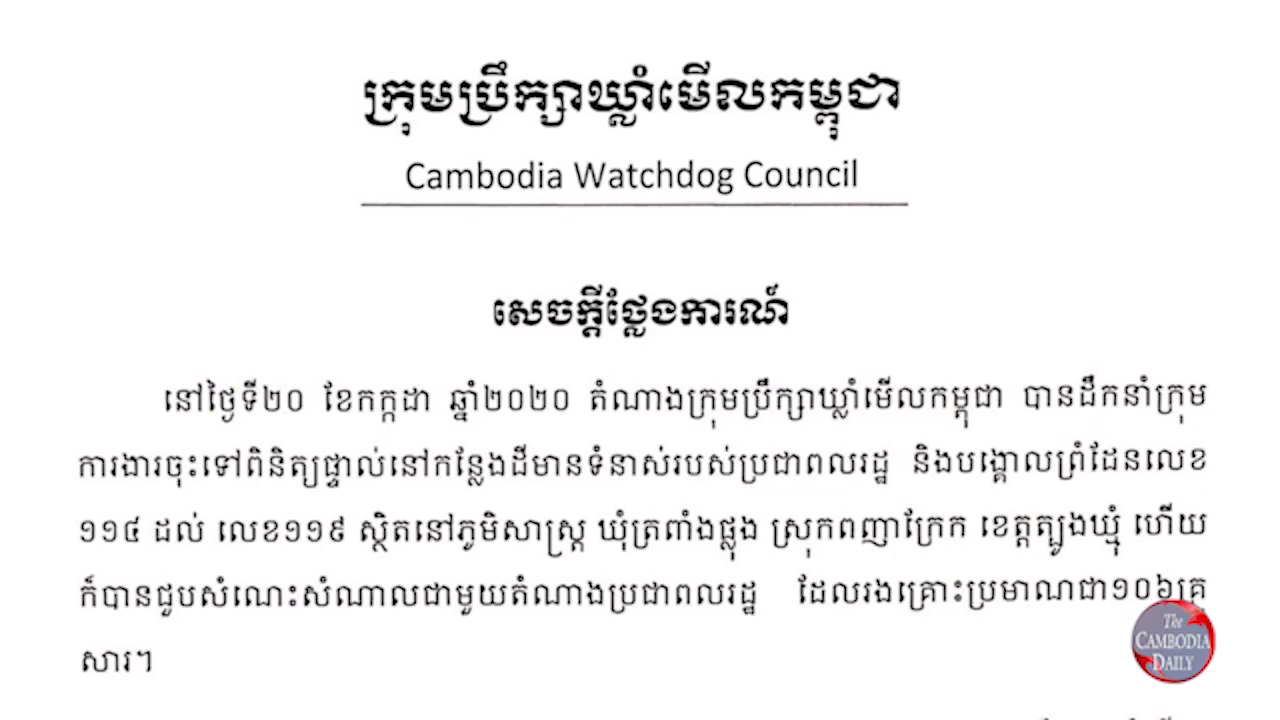 ក្រុមប្រឹក្សាឃ្លាំមើលកម្ពុជា
Cambodia Watchdog Council
សេចក្តីថ្លែងការណ៍
នៅថ្ងៃទី២០ ខែកក្កដា ឆ្នាំ២០២០ តំណាងក្រុមប្រឹក្សាឃ្លាំមើលកម្ពុជា បានដឹកនាំក្រុម
ការងារចុះទៅពិនិត្យផ្ទាល់នៅកន្លែងដីមានទំនាស់របស់ប្រជាពលរដ្ឋ និងបង្គោលព្រំដែនលេខ
១១៤ ដល់ លេខ១១៩ ស្ថិតនៅភូមិសាស្ត្រ ឃុំត្រពាំងផ្លុង ស្រុកពញាក្រែក ខេត្តត្បូងឃ្មុំ ហើយ
ក៏បានជួបសំណេះសំណាលជាមួយតំណាងប្រជាពលរដ្ឋ ដែលរងគ្រោះប្រមាណជា១០៦គ្រួ
សារ។
The
CAMBODIA
DAILY